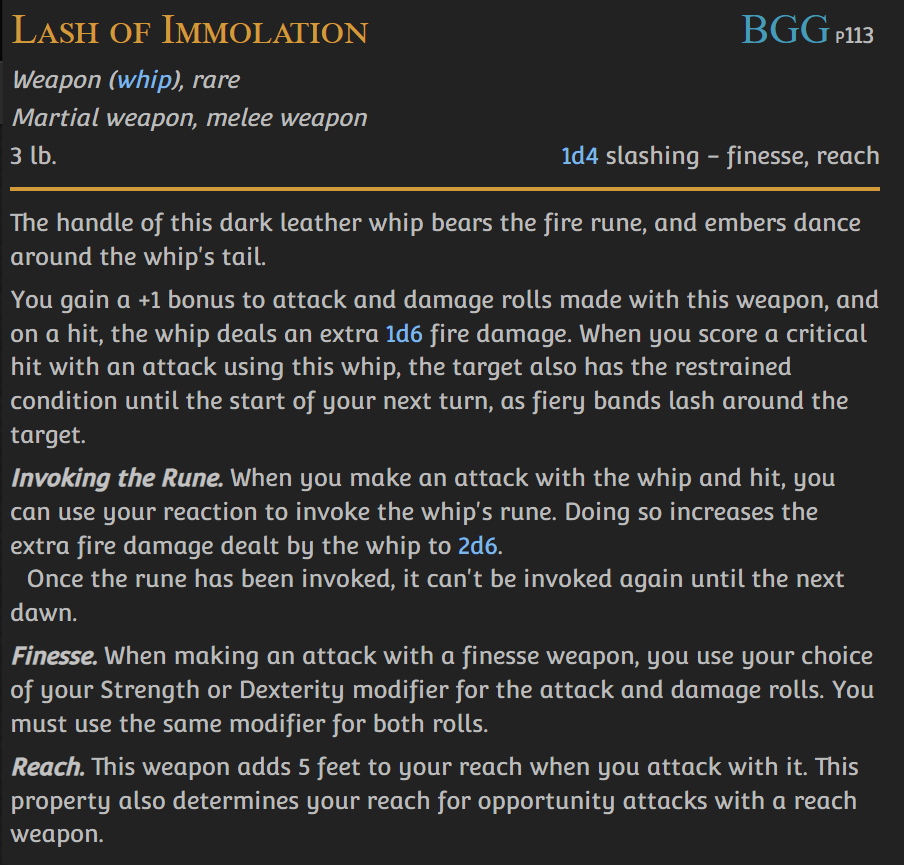 Lash of Immolation BGG p113
Weapon (whip), rare
Martial weapon, melee weapon
3 lb. 1d4 slashing – finesse, reach
The handle of this dark leather whip bears the fire rune, and embers dance
around the whip's tail.
You gain a +1 bonus to attack and damage rolls made with this weapon, and
on a hit, the whip deals an extra 1d6 fire damage. When you score a critical
hit with an attack using this whip, the target also has the restrained
condition until the start of your next turn, as fiery bands lash around the
target.
Invoking the Rune. When you make an attack with the whip and hit, you
can use your reaction to invoke the whip's rune. Doing so increases the
extra fire damage dealt by the whip to 2d6.
Once the rune has been invoked, it can't be invoked again until the next
dawn.
Finesse. When making an attack with a finesse weapon, you use your choice
of your Strength or Dexterity modifier for the attack and damage rolls. You
must use the same modifier for both rolls.
Reach. This weapon adds 5 feet to your reach when you attack with it. This
property also determines your reach for opportunity attacks with a reach
weapon.